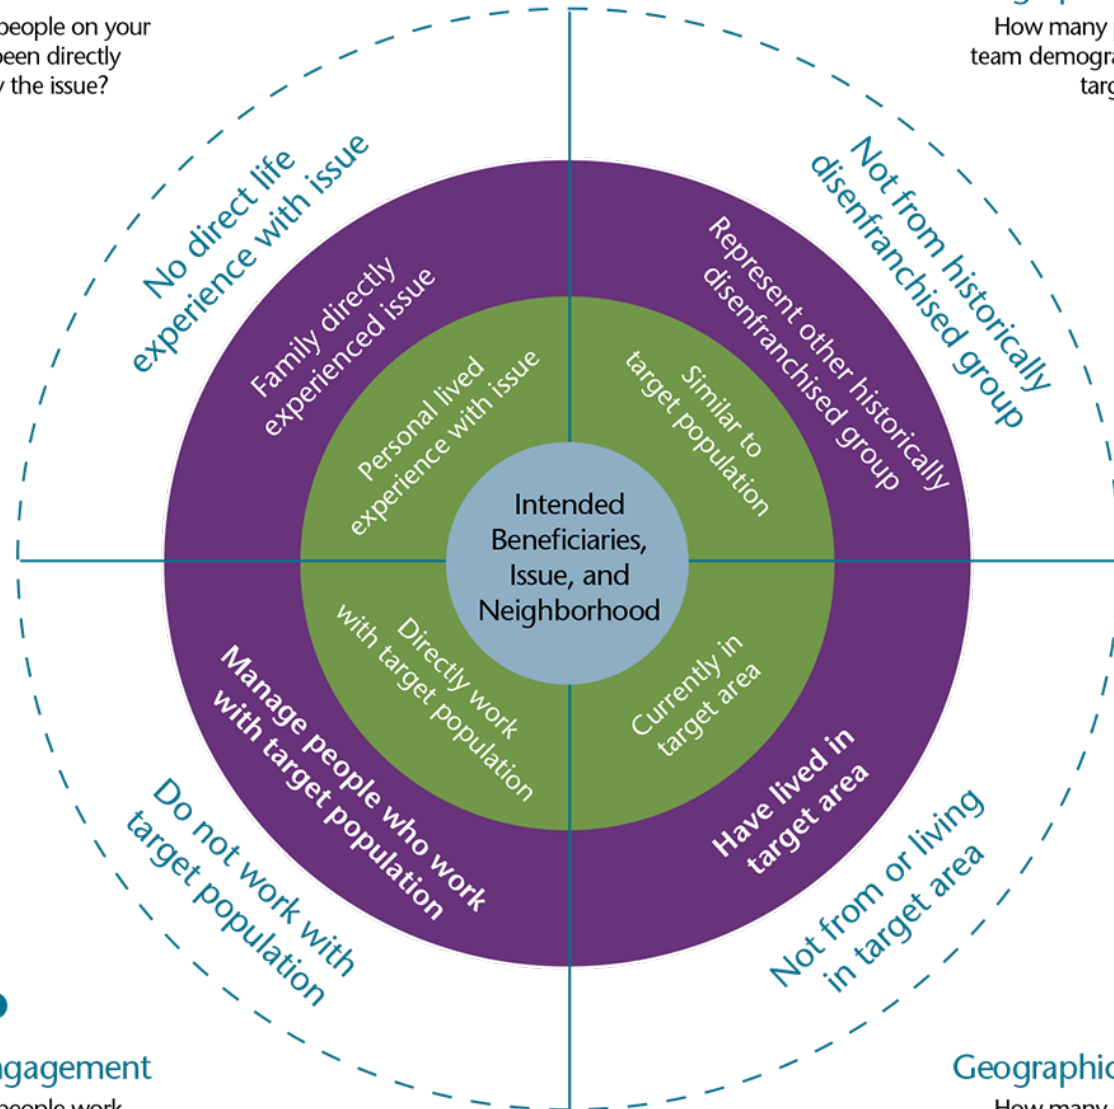 people on your
been directly
the issue?
How many
team
No direct life
experience with issue
Not from historically
disenfranchised group
Family directly
experienced issue
Represent other historically
disenfranchised group
Personal lived
experience with issue
Similar to
target population
Intended
Beneficiaries,
Issue, and
Neighborhood
Directly work
with target population
Currently in
target area
Manage people who work
with target population
Have lived in
target area
Do not work with
target population
Not from or living
in target area
Geographic
people work
How many